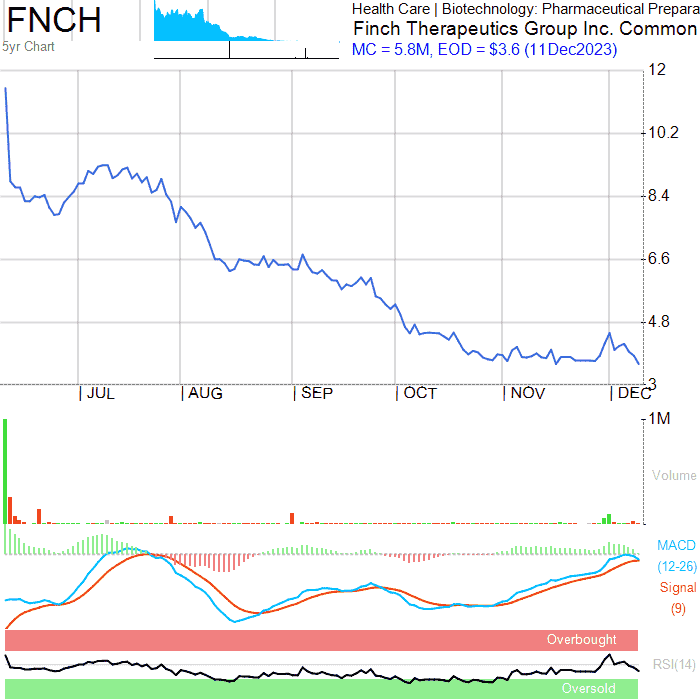 FNCH
5yr Chart
Health Care | Biotechnology: Pharmaceutical Prepara
Finch Therapeutics Group Inc. Common
MC = 5.8M, EOD = $3.6 (11Dec2023)
12
10.2
8.4
6.6
4.8
3
| JUL
| AUG
| SEP
| OCT
| NOV
| DEC
1M
Volume
MACD
(12-26)
Signal
(9)
Overbought
RSI(14)
Oversold